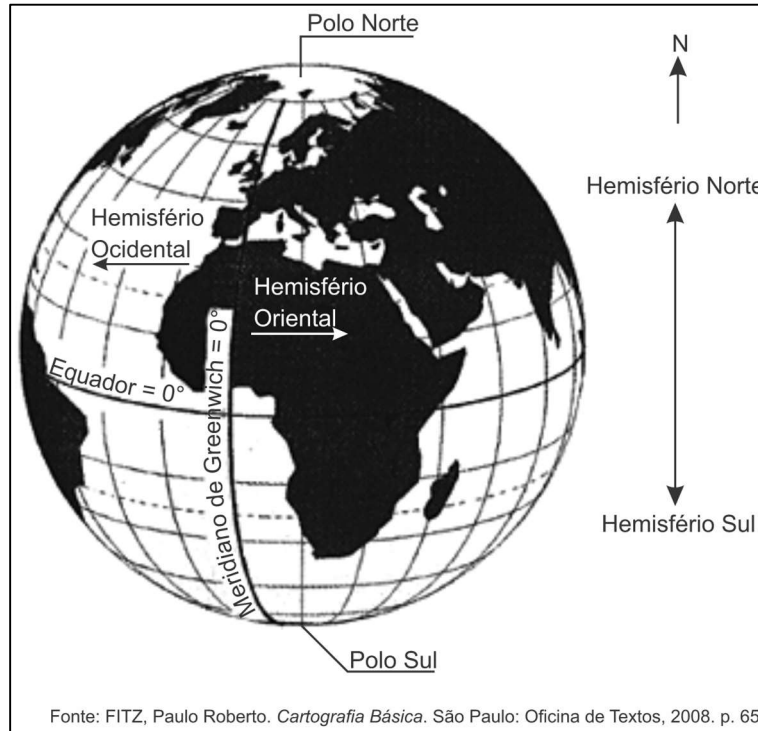 Polo Norte
N
Hemisfério Norte
Hemisfério
Ocidental
Hemisfério
Oriental
Equador = 0°
Meridiano de Greenwich = 0°
Hemisfério Sul
Polo Sul
Fonte: FITZ, Paulo Roberto. Cartografia Básica. São Paulo: Oficina de Textos, 2008. p. 65